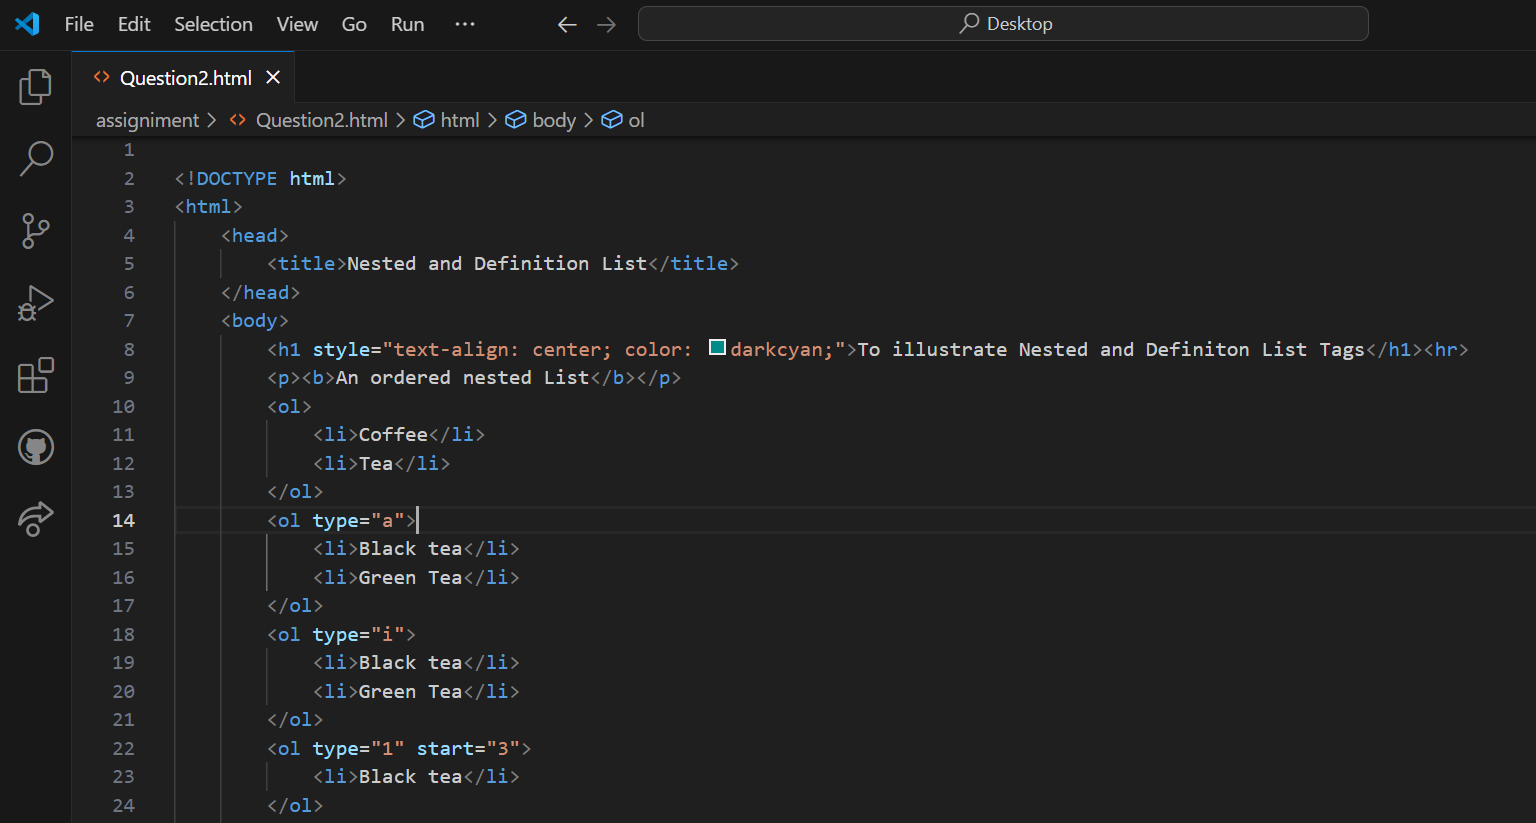 File Edit Selection View Go Run ··· ← → Desktop
Question2.html ×
assigniment > Question2.html > html > body > ol
1
2 <!DOCTYPE html>
3 <html>
4 <head>
5 <title>Nested and Definition List</title>
6 </head>
7 <body>
8 <h1 style="text-align: center; color: darkcyan;">To illustrate Nested and Definiton List Tags</h1><hr>
9 <p><b>An ordered nested List</b></p>
10 <ol>
11 <li>Coffee</li>
12 <li>Tea</li>
13 </ol>
14 <ol type="a">
15 <li>Black tea</li>
16 <li>Green Tea</li>
17 </ol>
18 <ol type="i">
19 <li>Black tea</li>
20 <li>Green Tea</li>
21 </ol>
22 <ol type="1" start="3">
23 <li>Black tea</li>
24 </ol>